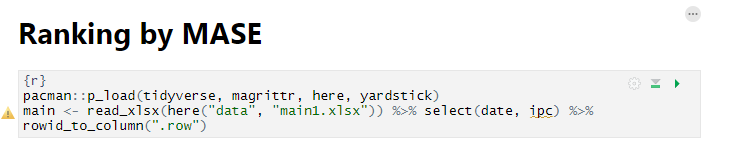 Ranking by MASE
{r}
pacman::p_load(tidyverse, magrittr, here, yardstick)
main <- read_xlsx(here("data", "main1.xlsx")) %>% select(date, ipc) %>%
rowid_to_column(".row")